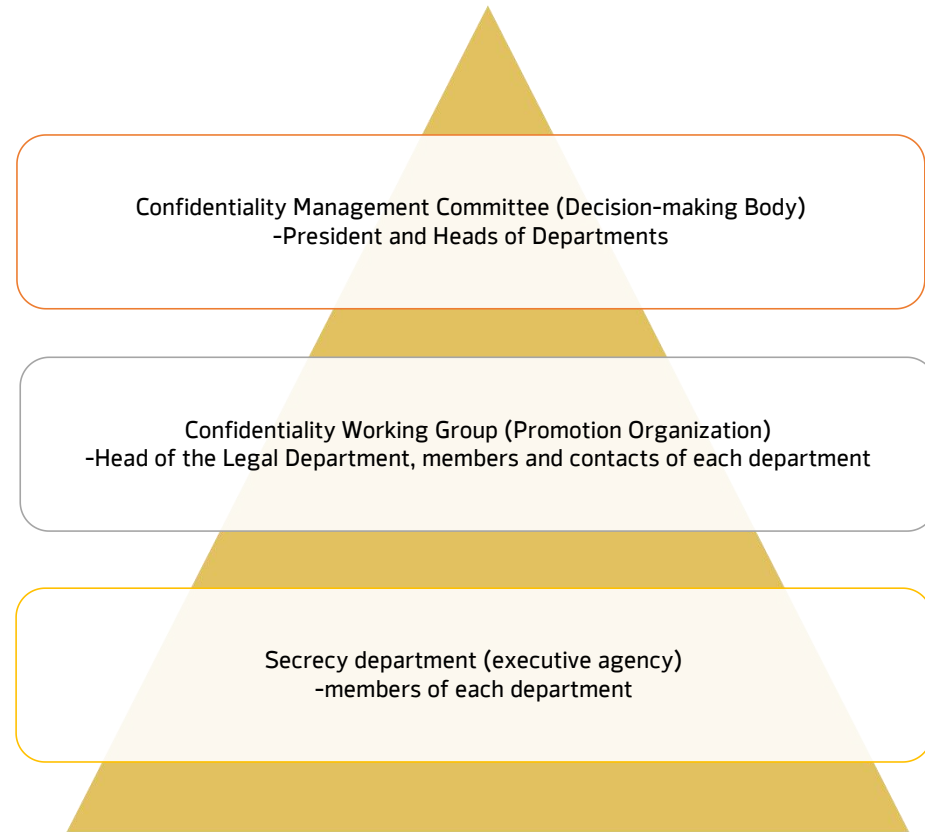 Confidentiality Management Committee (Decision-making Body)
-President and Heads of Departments
Confidentiality Working Group (Promotion Organization)
-Head of the Legal Department, members and contacts of each department
Secrecy department (executive agency)
-members of each department